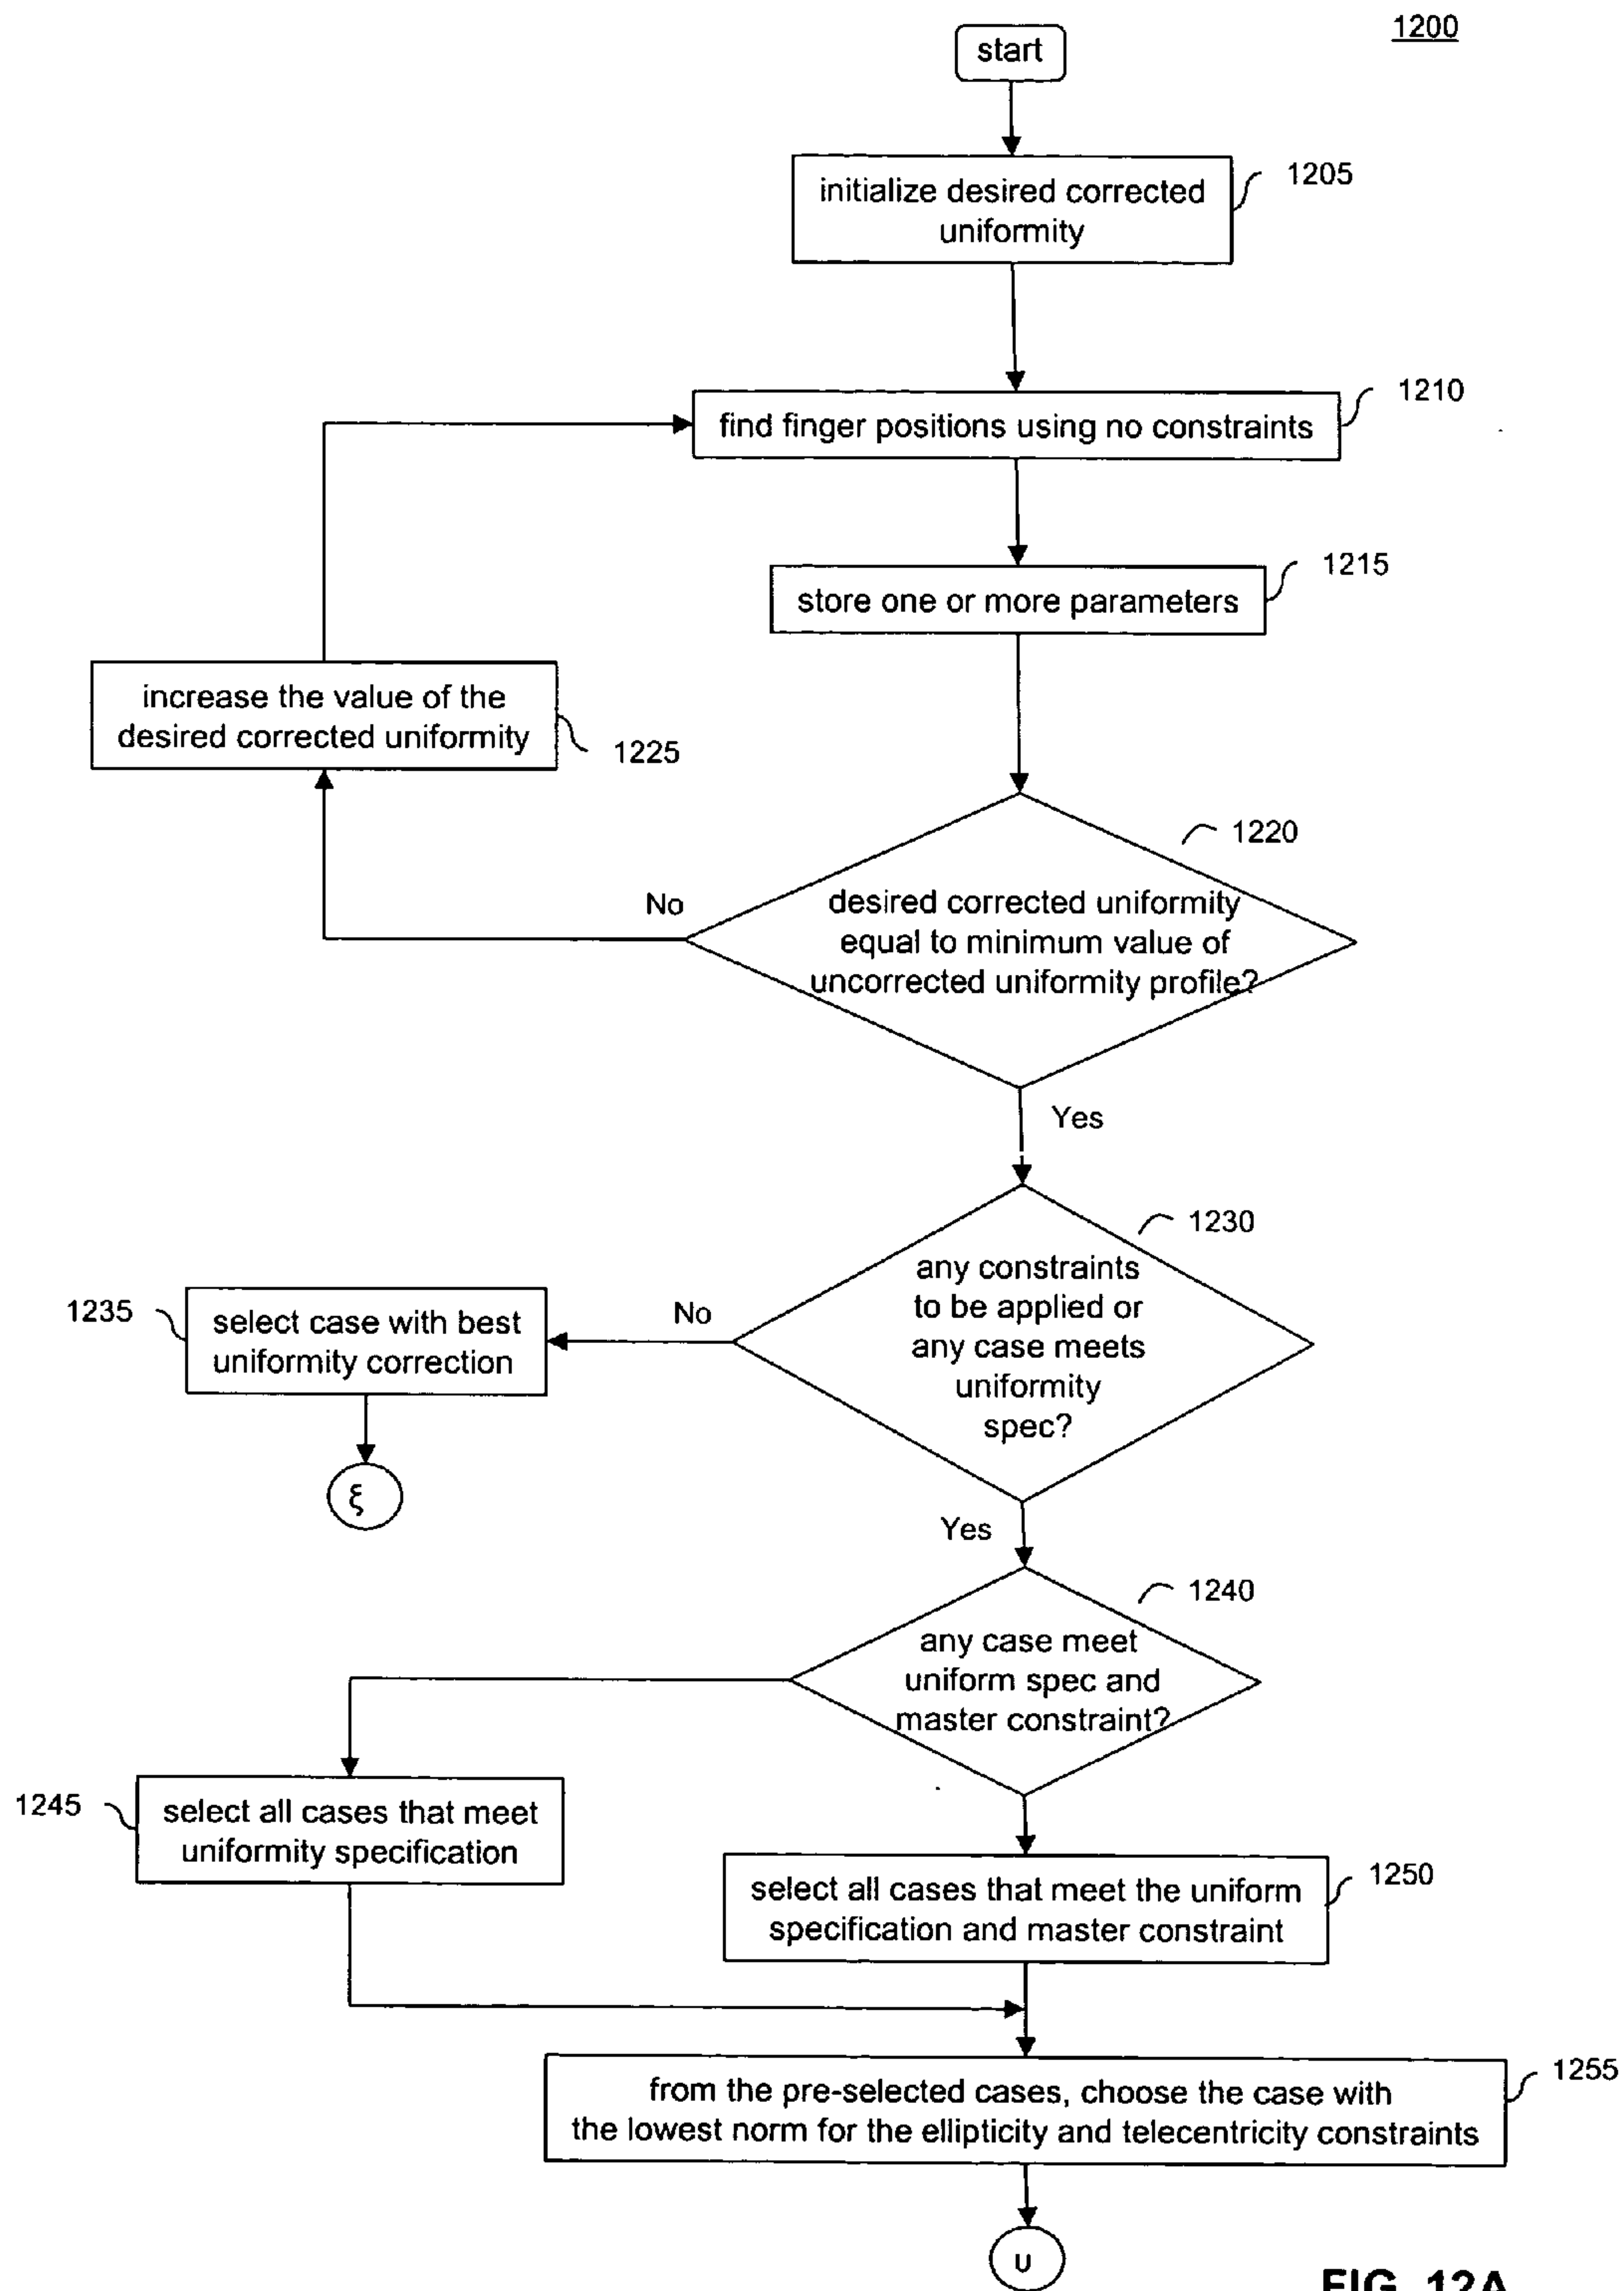 1200
start
initialize desired corrected
uniformity
1205
find finger positions using no constraints
1210
store one or more parameters
1215
increase the value of the
desired corrected uniformity
1225
1220
No
desired corrected uniformity
equal to minimum value of
uncorrected uniformity profile?
Yes
1230
any constraints
to be applied or
any case meets
uniformity
spec?
No
1235
select case with best
uniformity correction
ξ
Yes
1240
any case meet
uniform spec and
master constraint?
1245
select all cases that meet
uniformity specification
1250
select all cases that meet the uniform
specification and master constraint
1255
from the pre-selected cases, choose the case with
the lowest norm for the ellipticity and telecentricity constraints
υ
FIG. 12A